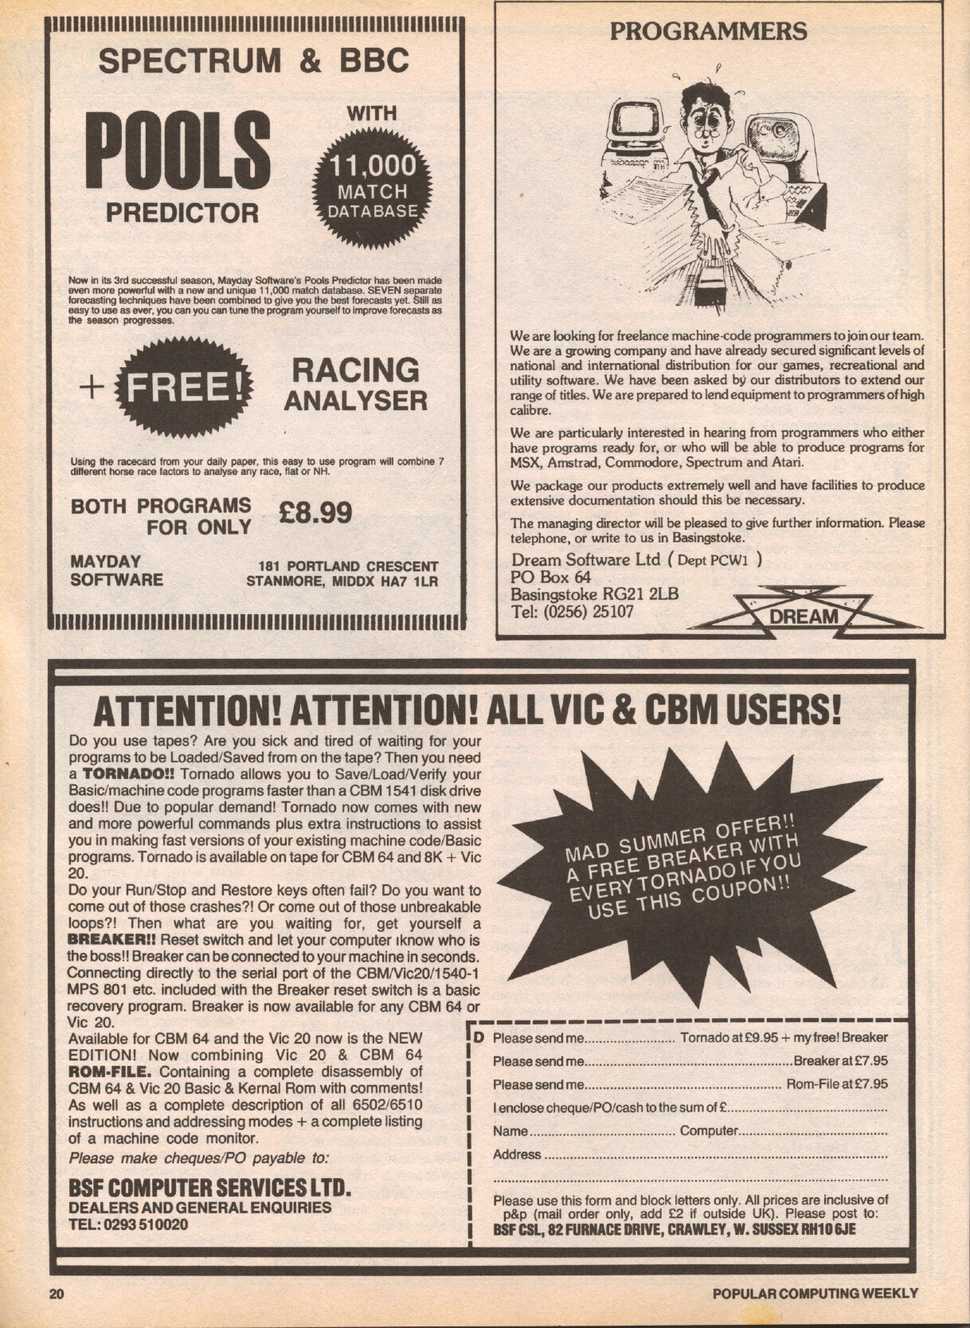 SPECTRUM & BBC
POOLS
PREDICTOR
WITH
11,000
MATCH
DATABASE
Now in its 3rd successful season, Mayday Software's Pools Predictor has been made
even more powerful with a new and unique 11,000 match database. SEVEN separate
forecasting techniques have been combined to give you the best forecasts yet. Still as
easy to use as ever, you can you can tune the program yourself to improve forecasts as
the season progresses.
+ FREE!
RACING
ANALYSER
Using the racecard from your daily paper, this easy to use program will combine 7
different horse race factors to analyse any race, flat or NH.
BOTH PROGRAMS
FOR ONLY
£8.99
MAYDAY
SOFTWARE
181 PORTLAND CRESCENT
STANMORE, MIDDX HA7 1LR
PROGRAMMERS
We are looking for freelance machine-code programmers to join our team.
We are a growing company and have already secured significant levels of
national and international distribution for our games, recreational and
utility software. We have been asked by our distributors to extend our
range of titles. We are prepared to lend equipment to programmers of high
calibre.
We are particularly interested in hearing from programmers who either
have programs ready for, or who will be able to produce programs for
MSX, Amstrad, Commodore, Spectrum and Atari.
We package our products extremely well and have facilities to produce
extensive documentation should this be necessary.
The managing director will be pleased to give further information. Please
telephone, or write to us in Basingstoke.
Dream Software Ltd ( Dept PCW1 )
PO Box 64
Basingstoke RG21 2LB
Tel: (0256) 25107
DREAM
ATTENTION! ATTENTION! ALL VIC & CBM USERS!
Do you use tapes? Are you sick and tired of waiting for your
programs to be Loaded/Saved from on the tape? Then you need
a TORNADO!! Tornado allows you to Save/Load/Verify your
Basic/machine code programs faster than a CBM 1541 disk drive
does!! Due to popular demand! Tornado now comes with new
and more powerful commands plus extra instructions to assist
you in making fast versions of your existing machine code/Basic
programs. Tornado is available on tape for CBM 64 and 8K + Vic
20.
Do your Run/Stop and Restore keys often fail? Do you want to
come out of those crashes?! Or come out of those unbreakable
loops?! Then what are you waiting for, get yourself a
BREAKER!! Reset switch and let your computer ıknow who is
the boss!! Breaker can be connected to your machine in seconds.
Connecting directly to the serial port of the CBM/Vic20/1540-1
MPS 801 etc. included with the Breaker reset switch is a basic
recovery program. Breaker is now available for any CBM 64 or
Vic 20.
Available for CBM 64 and the Vic 20 now is the NEW
EDITION! Now combining Vic 20 & CBM 64
ROM-FILE. Containing a complete disassembly of
CBM 64 & Vic 20 Basic & Kernal Rom with comments!
As well as a complete description of all 6502/6510
instructions and addressing modes + a complete listing
of a machine code monitor.
Please make cheques/PO payable to:
BSF COMPUTER SERVICES LTD.
DEALERS AND GENERAL ENQUIRIES
TEL: 0293 510020
MAD SUMMER OFFER!!
A FREE BREAKER WITH
EVERY TORNADO IF YOU
USE THIS COUPON!!
D Please send me.......................... Tornado at £9.95 + my free! Breaker
Please send me..........................................................Breaker at £7.95
Please send me........................................................ Rom-File at £7.95
I enclose cheque/PO/cash to the sum of £..............................................
Name.......................................... Computer...........................................
Address ..................................................................................................
.................................................................................................................
Please use this form and block letters only. All prices are inclusive of
p&p (mail order only, add £2 if outside UK). Please post to:
BSF CSL, 82 FURNACE DRIVE, CRAWLEY, W. SUSSEX RH10 6JE
20
POPULAR COMPUTING WEEKLY